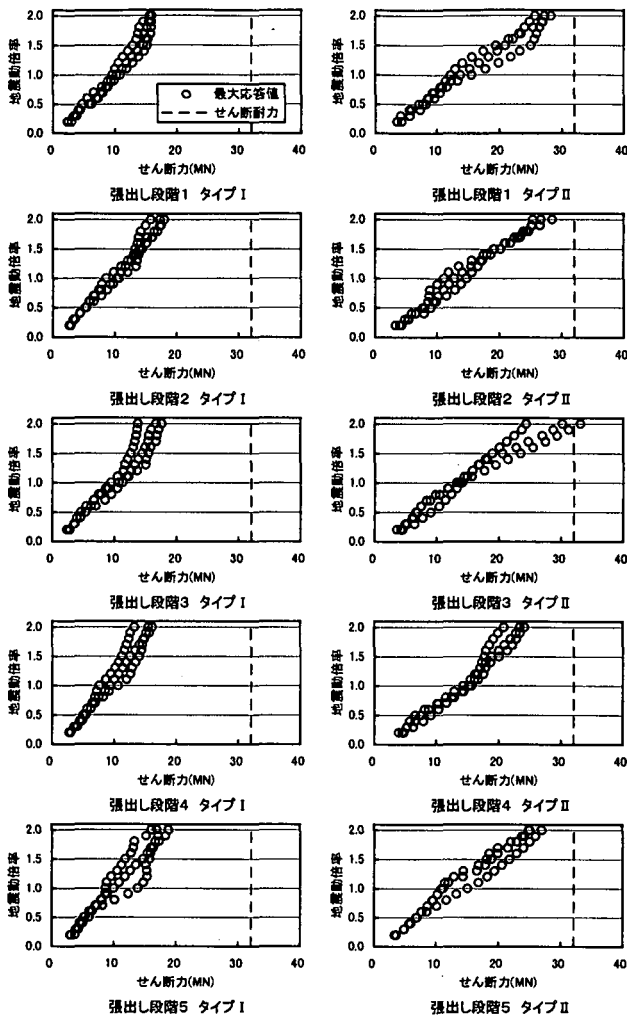 地震動倍率
2.0
1.5
1.0
0.5
0.0
○ 最大応答値
--- せん断耐力
0 10 20 30 40
せん断力(MN)
張出し段階1 タイプⅠ
地震動倍率
2.0
1.5
1.0
0.5
0.0
0 10 20 30 40
せん断力(MN)
張出し段階1 タイプⅡ
地震動倍率
2.0
1.5
1.0
0.5
0.0
0 10 20 30 40
せん断力(MN)
張出し段階2 タイプⅠ
地震動倍率
2.0
1.5
1.0
0.5
0.0
0 10 20 30 40
せん断力(MN)
張出し段階2 タイプⅡ
地震動倍率
2.0
1.5
1.0
0.5
0.0
0 10 20 30 40
せん断力(MN)
張出し段階3 タイプⅠ
地震動倍率
2.0
1.5
1.0
0.5
0.0
0 10 20 30 40
せん断力(MN)
張出し段階3 タイプⅡ
地震動倍率
2.0
1.5
1.0
0.5
0.0
0 10 20 30 40
せん断力(MN)
張出し段階4 タイプⅠ
地震動倍率
2.0
1.5
1.0
0.5
0.0
0 10 20 30 40
せん断力(MN)
張出し段階4 タイプⅡ
地震動倍率
2.0
1.5
1.0
0.5
0.0
0 10 20 30 40
せん断力(MN)
張出し段階5 タイプⅠ
地震動倍率
2.0
1.5
1.0
0.5
0.0
0 10 20 30 40
せん断力(MN)
張出し段階5 タイプⅡ